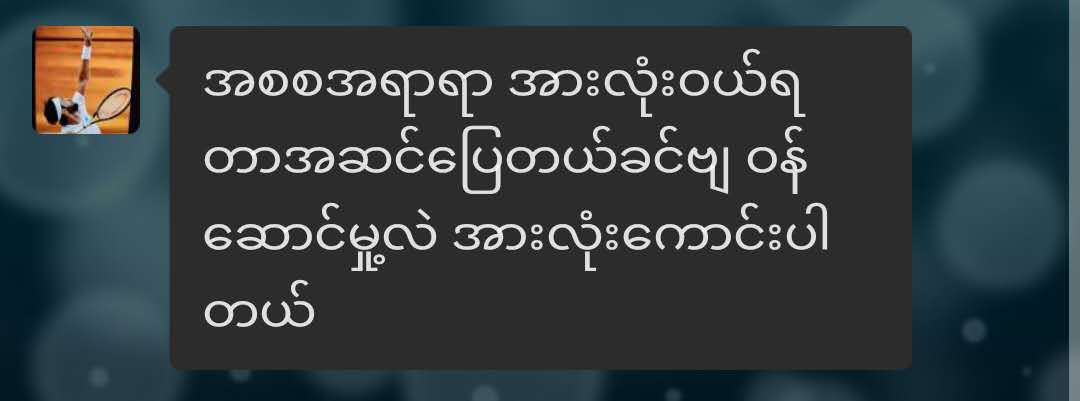 အစစအရာရာ အားလုံးဝယ်ရ
တာအဆင်ပြေတယ်ခင်ဗျ ဝန်
ဆောင်မှု့လဲ အားလုံးကောင်းပါ
တယ်